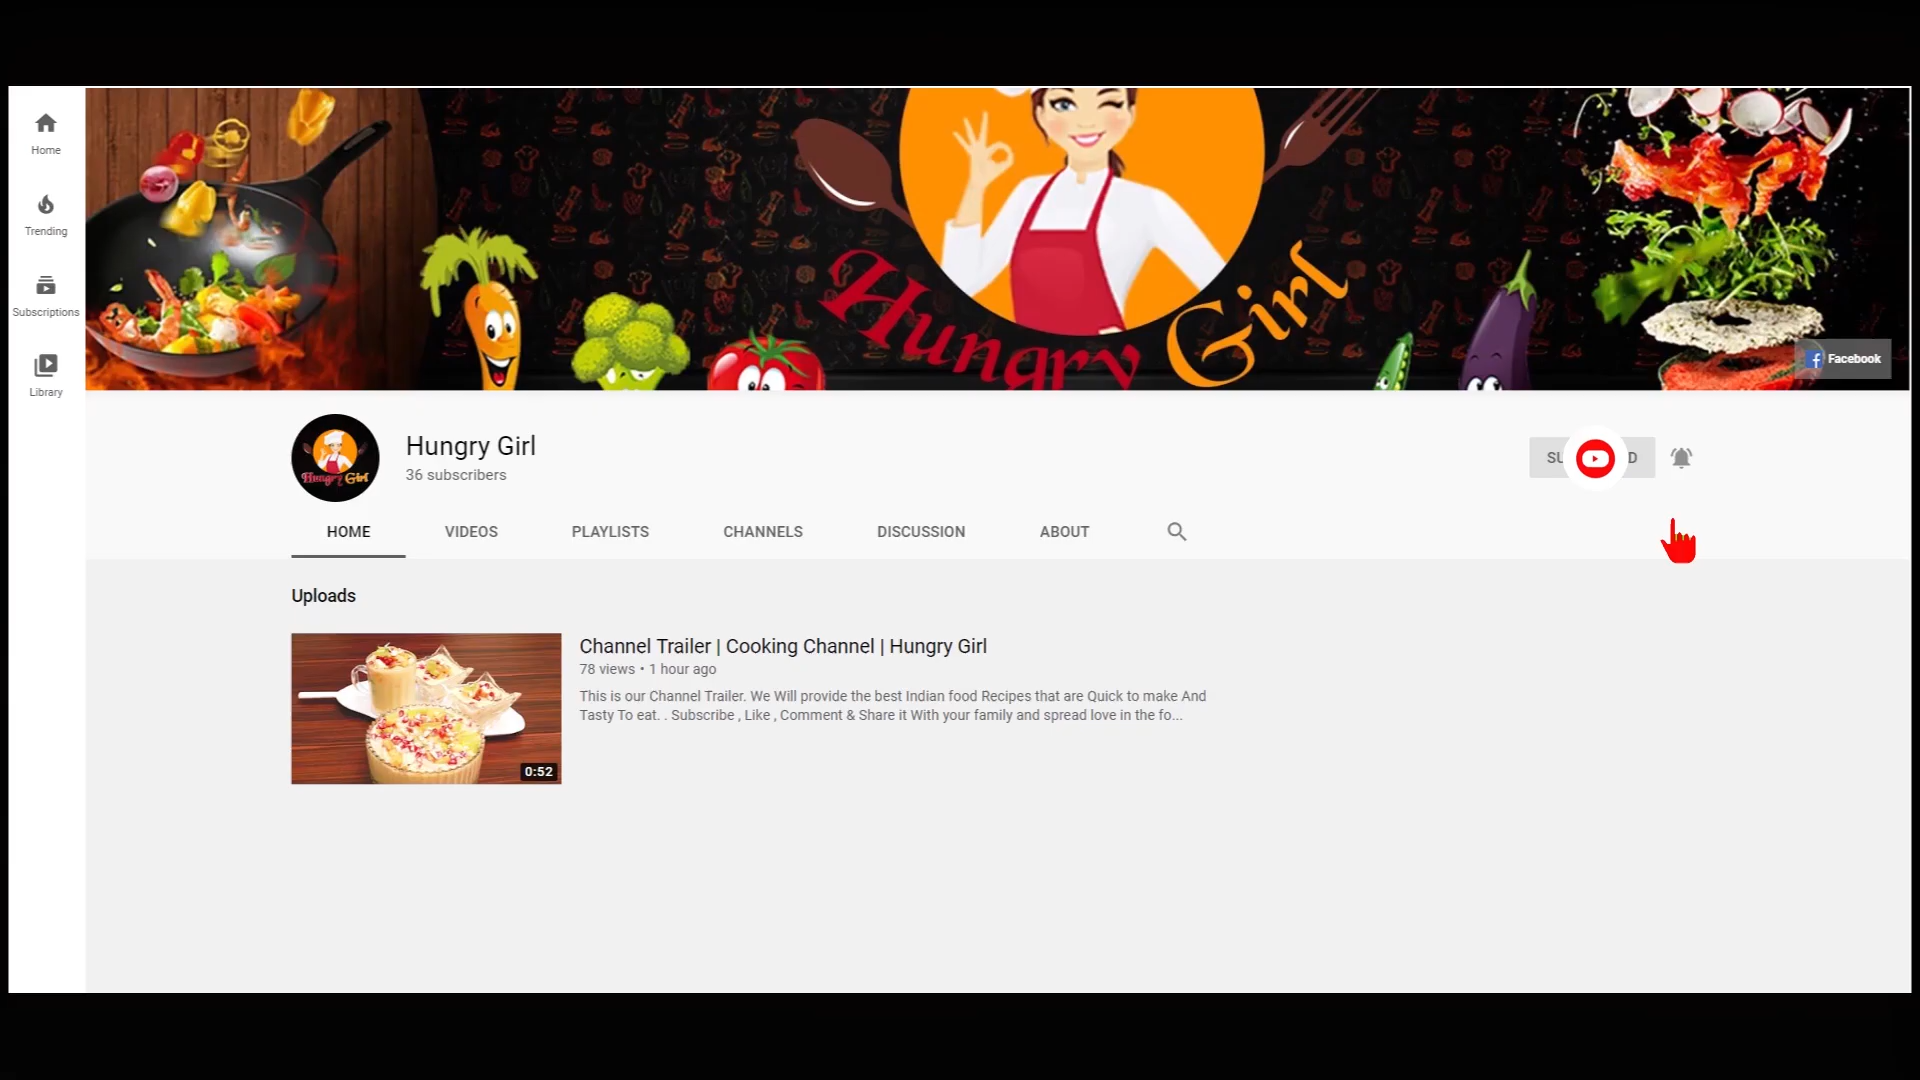 Home
Trending
Subscriptions
Library
Hungry Girl
Facebook
Hungry Girl
Hungry Girl
36 subscribers
HOME VIDEOS PLAYLISTS CHANNELS DISCUSSION ABOUT
Uploads
Channel Trailer | Cooking Channel | Hungry Girl
78 views • 1 hour ago
This is our Channel Trailer. We Will provide the best Indian food Recipes that are Quick to make And
Tasty To eat. . Subscribe , Like , Comment & Share it With your family and spread love in the fo...
0:52